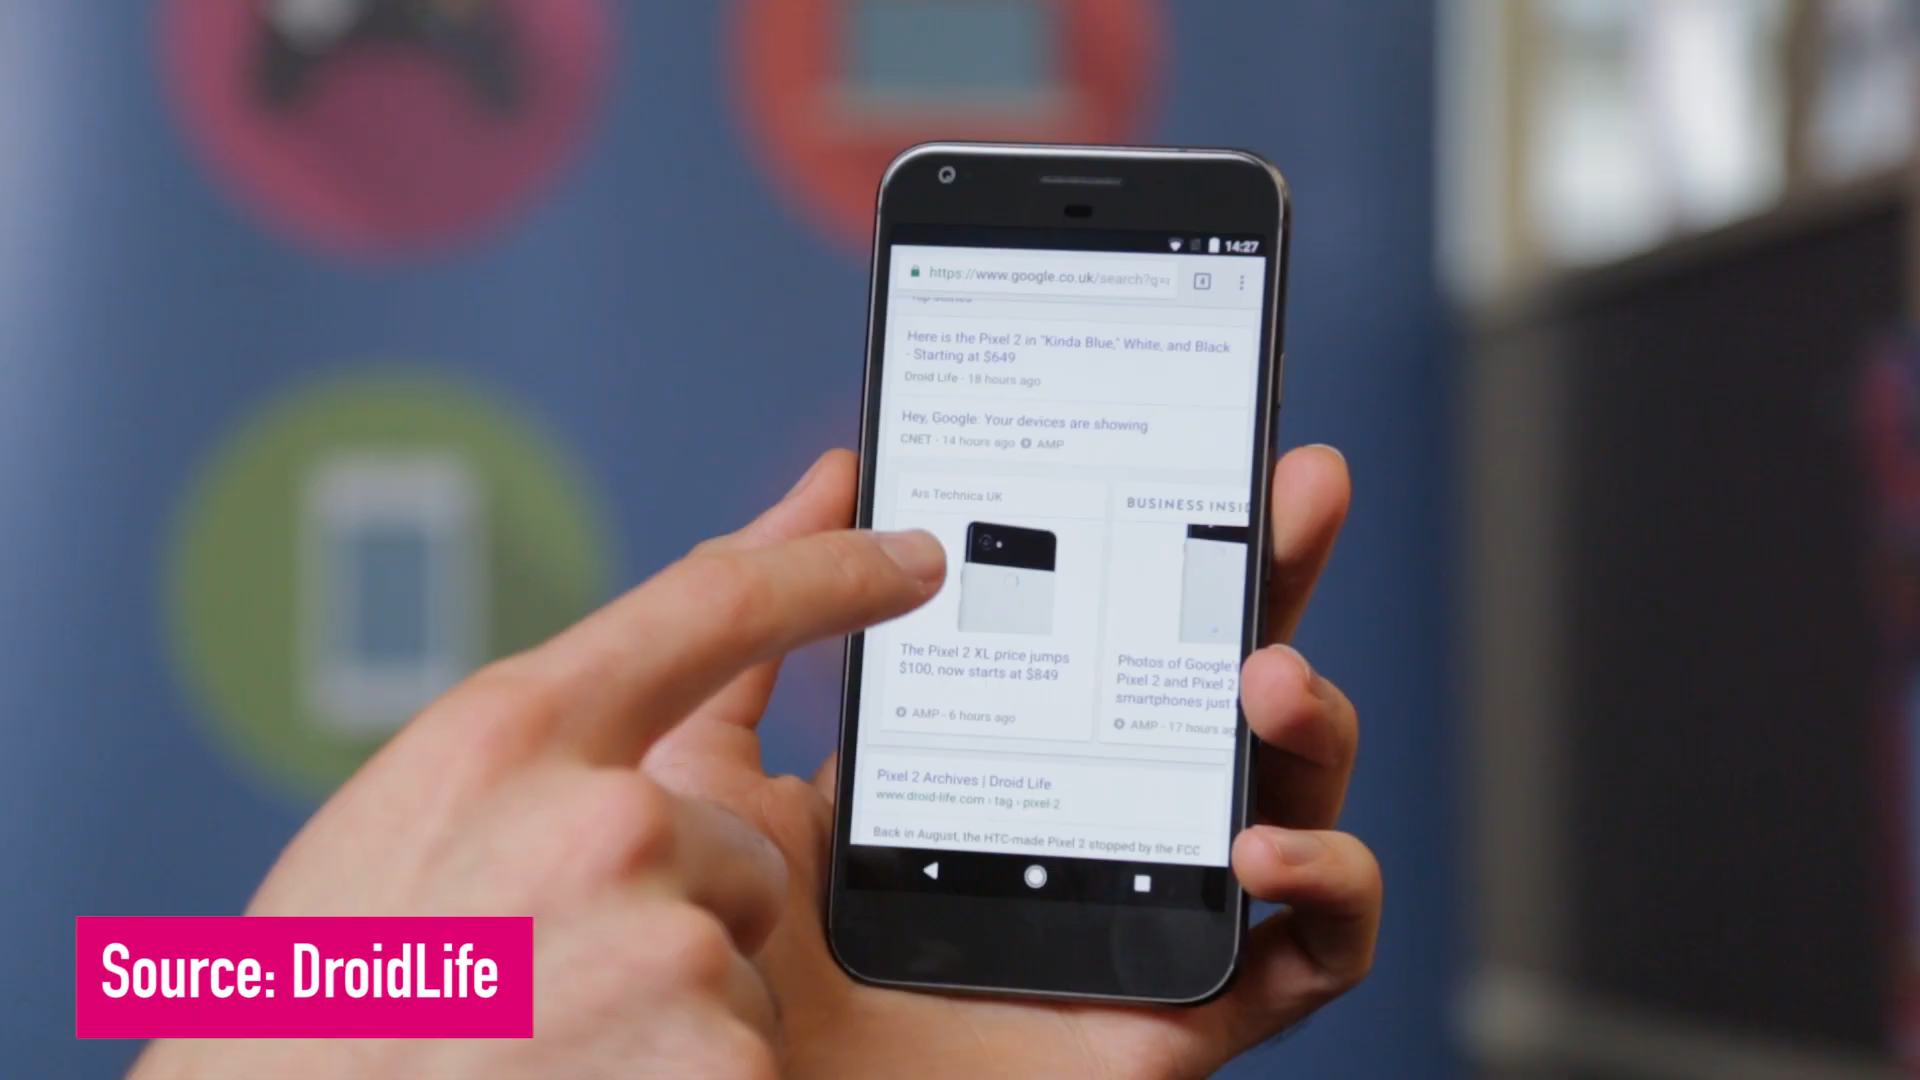 14:27
https://www.google.co.uk/search?q=
4
Top stories
Here is the Pixel 2 in "Kinda Blue," White, and Black
- Starting at $649
Droid Life - 18 hours ago
Hey, Google: Your devices are showing
CNET - 14 hours ago AMP
Ars Technica UK
The Pixel 2 XL price jumps
$100, now starts at $849
AMP - 6 hours ago
BUSINESS INSID
Photos of Google's
Pixel 2 and Pixel 2
smartphones just
AMP - 17 hours ag
Pixel 2 Archives | Droid Life
www.droid-life.com › tag › pixel-2
Back in August, the HTC-made Pixel 2 stopped by the FCC
Source: DroidLife